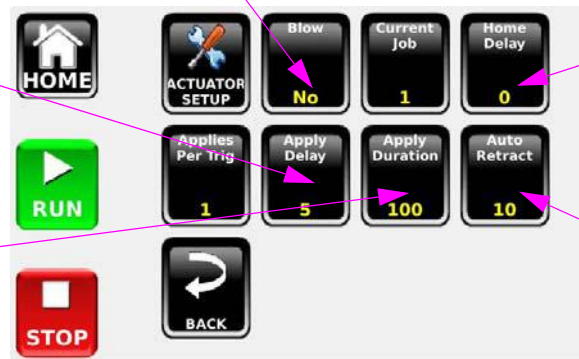 HOME
ACTUATOR
SETUP
Blow
No
Current
Job
1
Home
Delay
0
RUN
Applies
Per Trig
1
Apply
Delay
5
Apply
Duration
100
Auto
Retract
10
STOP
BACK